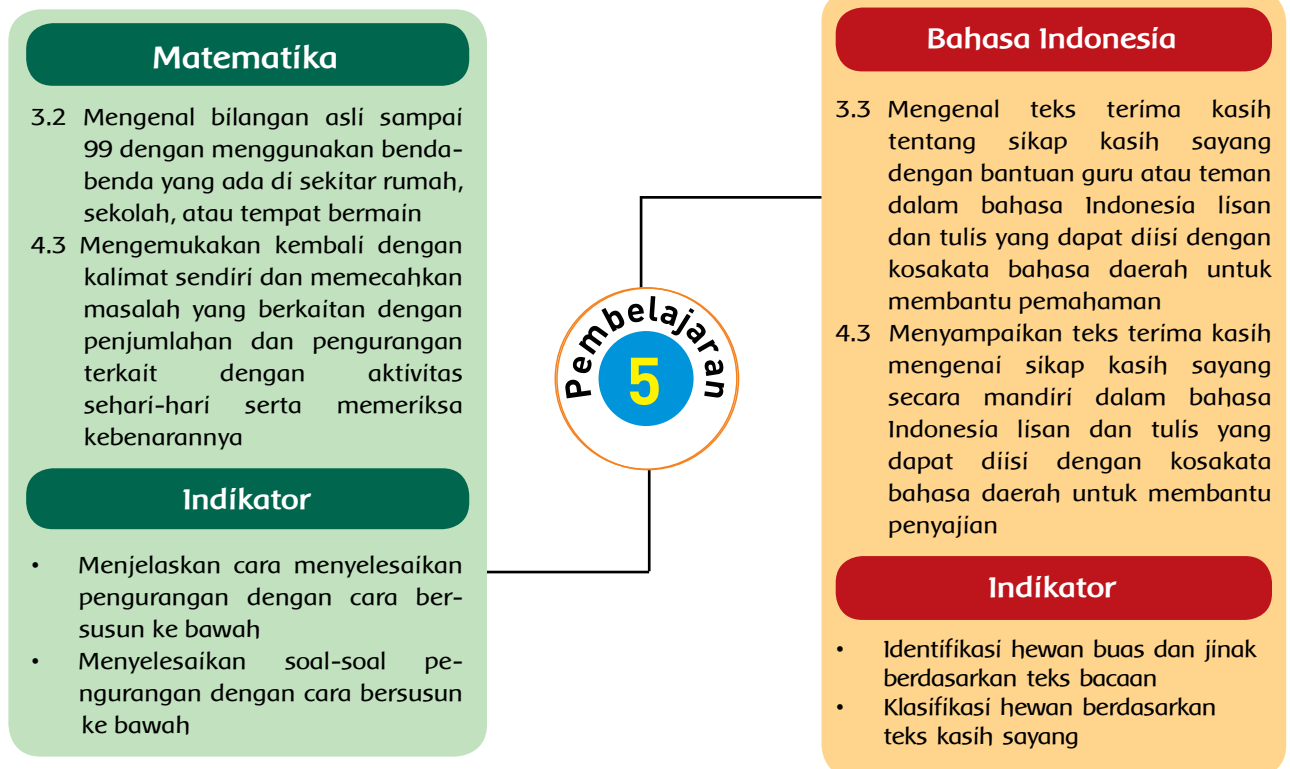 Matematika
3.2 Mengenal bilangan asli sampai
99 dengan menggunakan benda-
benda yang ada di sekitar rumah,
sekolah, atau tempat bermain
4.3 Mengemukakan kembali dengan
kalimat sendiri dan memecahkan
masalah yang berkaitan dengan
penjumlahan dan pengurangan
terkait dengan aktivitas
sehari-hari serta memeriksa
kebenarannya
Indikator
• Menjelaskan cara menyelesaikan
pengurangan dengan cara ber-
susun ke bawah
• Menyelesaikan soal-soal pe-
ngurangan dengan cara bersusun
ke bawah
Pembelajaran
5
Bahasa Indonesia
3.3 Mengenal teks terima kasih
tentang sikap kasih sayang
dengan bantuan guru atau teman
dalam bahasa Indonesia lisan
dan tulis yang dapat diisi dengan
kosakata bahasa daerah untuk
membantu pemahaman
4.3 Menyampaikan teks terima kasih
mengenai sikap kasih sayang
secara mandiri dalam bahasa
Indonesia lisan dan tulis yang
dapat diisi dengan kosakata
bahasa daerah untuk membantu
penyajian
Indikator
• Identifikasi hewan buas dan jinak
berdasarkan teks bacaan
• Klasifikasi hewan berdasarkan
teks kasih sayang